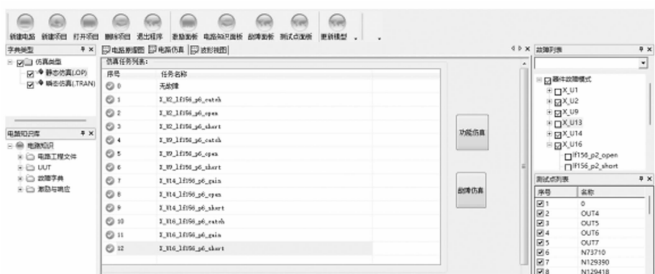 新建电路 新建项目 打开项目 删除项目 退出程序 激励面板 电路知识面板 故障面板 测试点面板 更新模型
字典类型
仿真类型
静态仿真(.OP)
瞬态仿真(.TRAN)
电路知识库
电路知识
电路工程文件
UUT
故障字典
激励与响应
电路原理图 电路仿真 波形视图
仿真任务列表:
序号 任务名称
0 无故障
1 X_U2_lf156_p6_catch
2 X_U2_lf156_p6_open
3 X_U2_lf156_p6_short
4 X_U9_lf156_p6_catch
5 X_U9_lf156_p6_open
6 X_U9_lf156_p6_short
7 X_U14_lf156_p6_gain
8 X_U14_lf156_p6_open
9 X_U14_lf156_p6_short
10 X_U16_lf156_p6_catch
11 X_U16_lf156_p6_gain
12 X_U16_lf156_p6_short
功能仿真
故障仿真
故障列表
器件故障模式
X_U1
X_U2
X_U9
X_U13
X_U14
X_U16
lf156_p2_open
lf156_p2_short
测试点列表
序号 名称
1 0
2 OUT4
3 OUT5
4 OUT6
5 OUT7
6 N73710
7 N129390
8 N129418